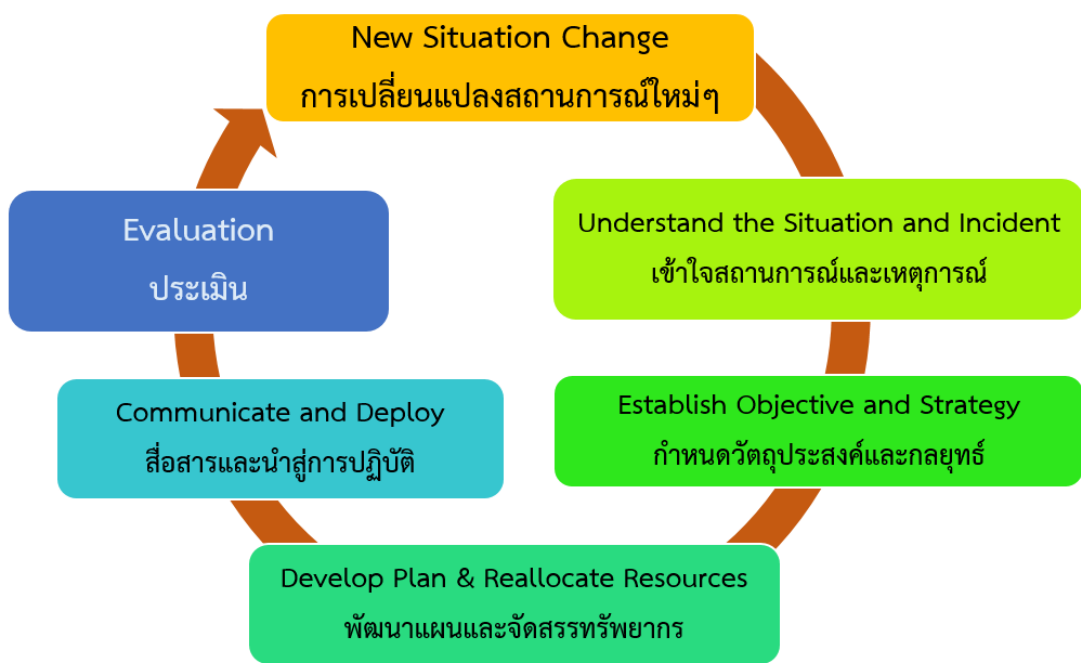 New Situation Change
การเปลี่ยนแปลงสถานการณ์ใหม่ๆ
Understand the Situation and Incident
เข้าใจสถานการณ์และเหตุการณ์
Establish Objective and Strategy
กำหนดวัตถุประสงค์และกลยุทธ์
Develop Plan & Reallocate Resources
พัฒนาแผนและจัดสรรทรัพยากร
Communicate and Deploy
สื่อสารและนำสู่การปฏิบัติ
Evaluation
ประเมิน